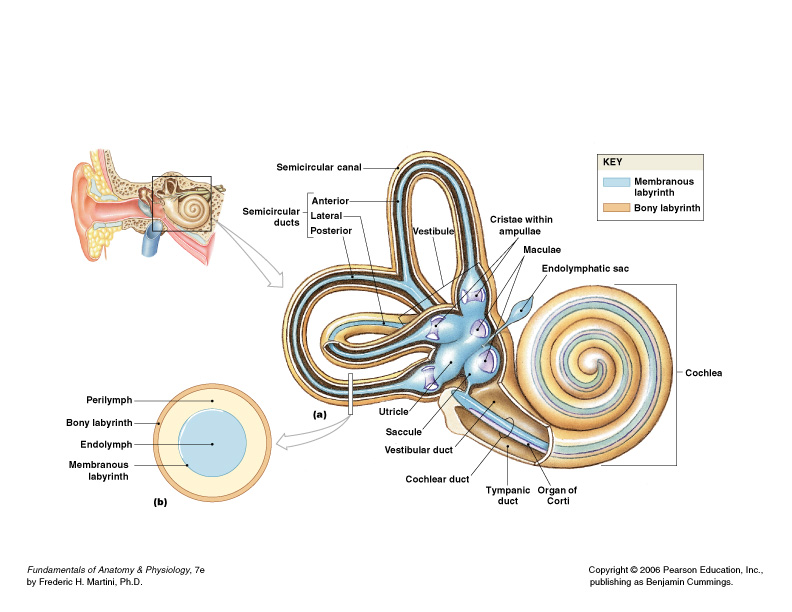 KEY
Membranous
labyrinth
Bony labyrinth
Semicircular canal
Semicircular
ducts
Anterior
Lateral
Posterior
Vestibule
Cristae within
ampullae
Maculae
Endolymphatic sac
Cochlea
Perilymph
Bony labyrinth
Endolymph
Membranous
labyrinth
(b)
(a)
Utricle
Saccule
Vestibular duct
Cochlear duct
Tympanic
duct
Organ of
Corti
Fundamentals of Anatomy & Physiology, 7e
by Frederic H. Martini, Ph.D.
Copyright © 2006 Pearson Education, Inc.,
publishing as Benjamin Cummings.